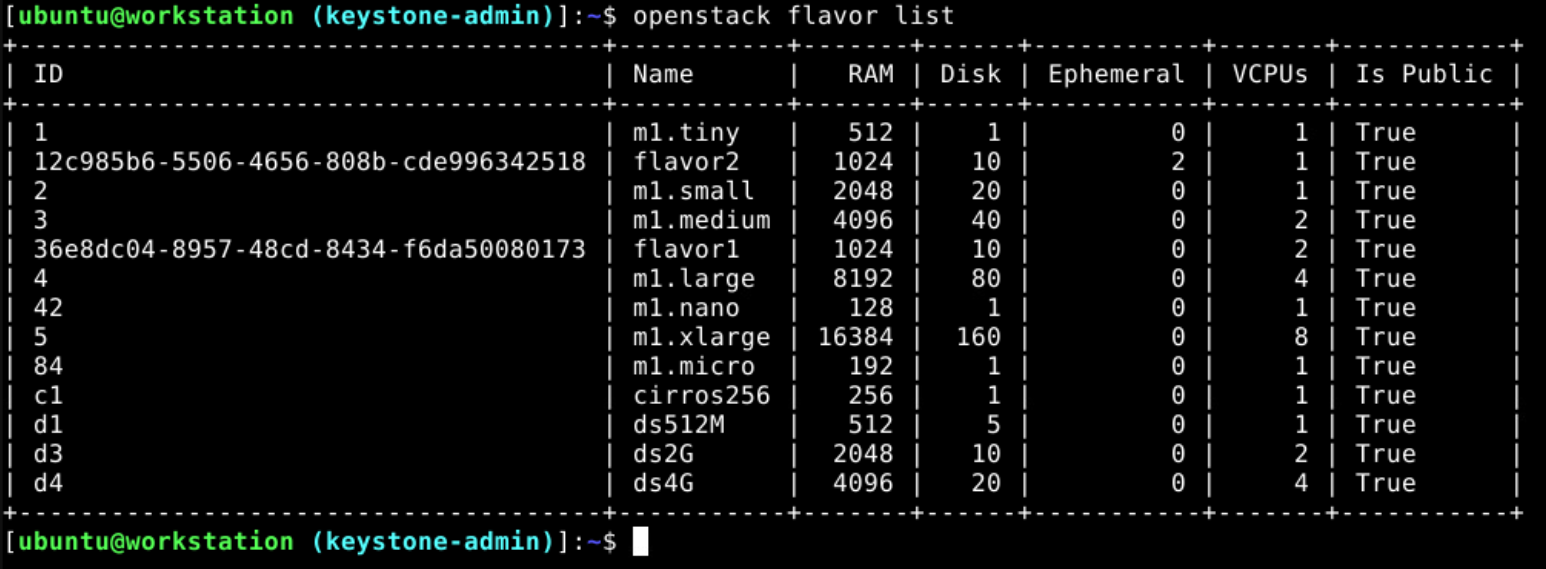 [ubuntu@workstation (keystone-admin)]:~$ openstack flavor list
+--------------------------------------+-----------+-------+------+-----------+-------+-----------+
| ID                                   | Name      |   RAM | Disk | Ephemeral | VCPUs | Is Public |
+--------------------------------------+-----------+-------+------+-----------+-------+-----------+
| 1                                    | m1.tiny   |   512 |    1 |         0 |     1 | True      |
| 12c985b6-5506-4656-808b-cde996342518 | flavor2   |  1024 |   10 |         2 |     1 | True      |
| 2                                    | m1.small  |  2048 |   20 |         0 |     1 | True      |
| 3                                    | m1.medium |  4096 |   40 |         0 |     2 | True      |
| 36e8dc04-8957-48cd-8434-f6da50080173 | flavor1   |  1024 |   10 |         0 |     2 | True      |
| 4                                    | m1.large  |  8192 |   80 |         0 |     4 | True      |
| 42                                   | m1.nano   |   128 |    1 |         0 |     1 | True      |
| 5                                    | m1.xlarge | 16384 |  160 |         0 |     8 | True      |
| 84                                   | m1.micro  |   192 |    1 |         0 |     1 | True      |
| c1                                   | cirros256 |   256 |    1 |         0 |     1 | True      |
| d1                                   | ds512M    |   512 |    5 |         0 |     1 | True      |
| d3                                   | ds2G      |  2048 |   10 |         0 |     2 | True      |
| d4                                   | ds4G      |  4096 |   20 |         0 |     4 | True      |
+--------------------------------------+-----------+-------+------+-----------+-------+-----------+
[ubuntu@workstation (keystone-admin)]:~$